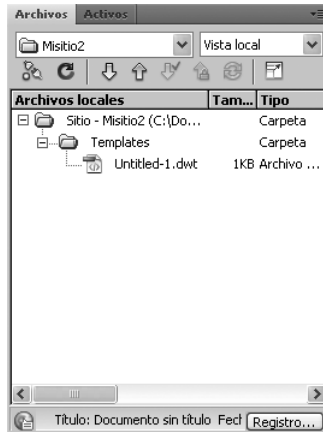 Archivos Activos
Misitio2 Vista local
Archivos locales Tam... Tipo
Sitio - Misitio2 (C:\Do... Carpeta
Templates Carpeta
Untitled-1.dwt 1KB Archivo ...
Título: Documento sin título Fecl Registro...